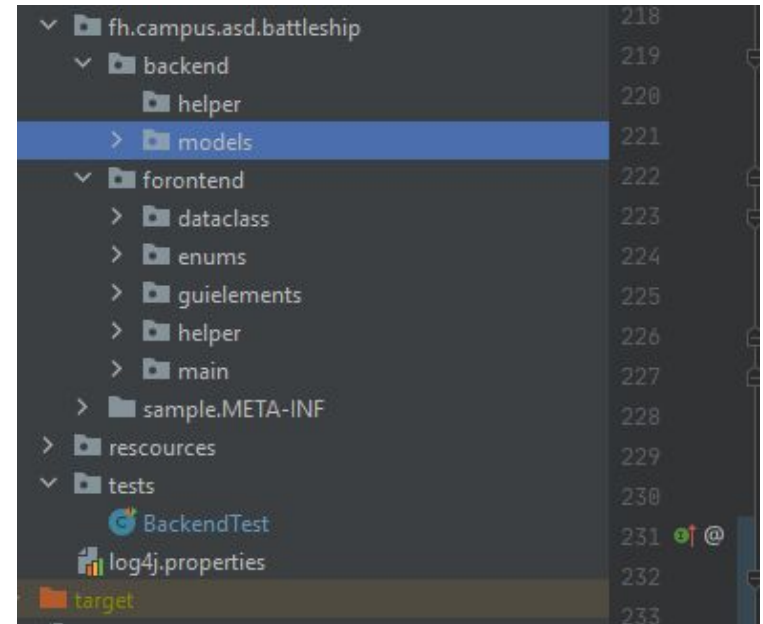 fh.campus.asd.battleship
backend
helper
models
forontend
dataclass
enums
guielements
helper
main
sample.META-INF
rescources
tests
BackendTest
log4j.properties
target
218
219
220
221
222
223
224
225
226
227
228
229
230
231 @
232
233